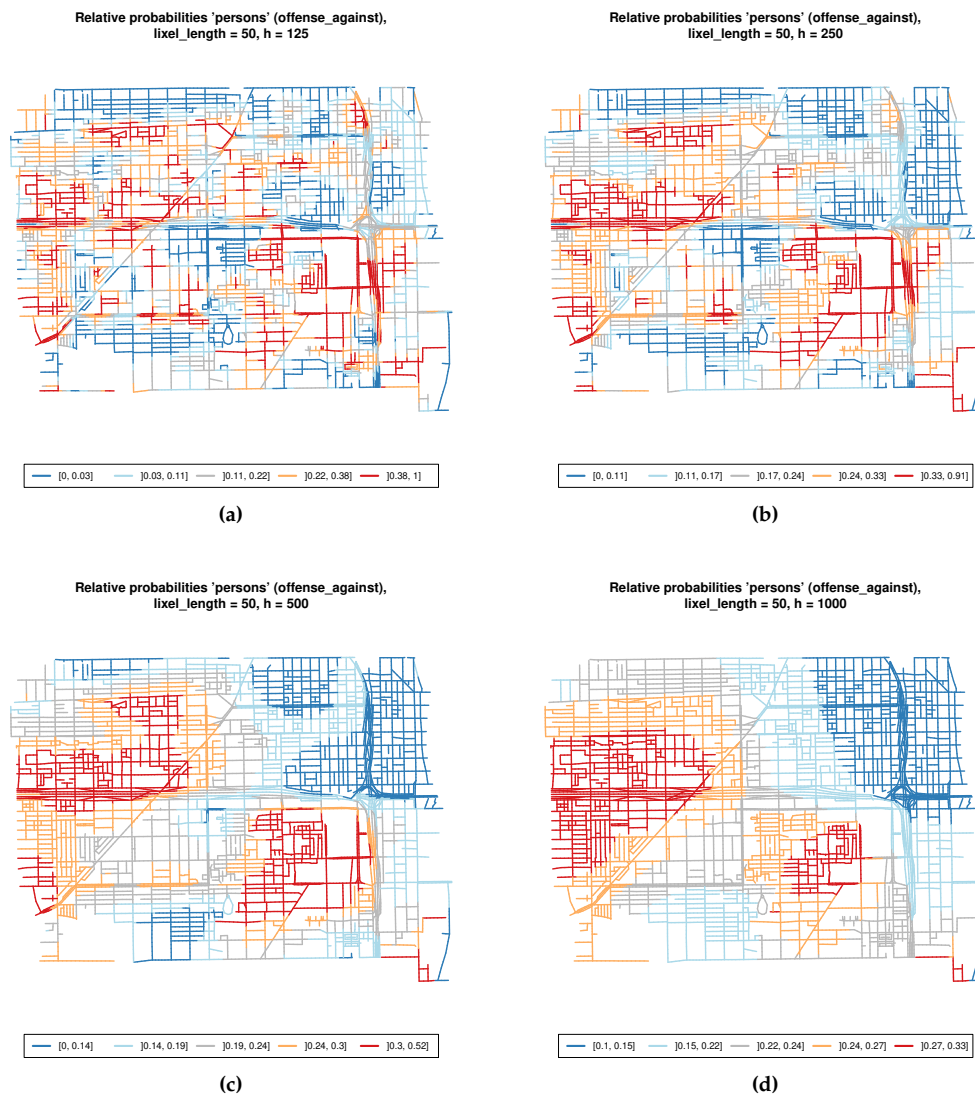 Relative probabilities 'persons' (offense_against),
lixel_length = 50, h = 125
Relative probabilities 'persons' (offense_against),
lixel_length = 50, h = 250
[0, 0.03] ]0.03, 0.11] ]0.11, 0.22] ]0.22, 0.38] ]0.38, 1]
[0, 0.11] ]0.11, 0.17] ]0.17, 0.24] ]0.24, 0.33] ]0.33, 0.91]
(a)
(b)
Relative probabilities 'persons' (offense_against),
lixel_length = 50, h = 500
Relative probabilities 'persons' (offense_against),
lixel_length = 50, h = 1000
[0, 0.14] ]0.14, 0.19] ]0.19, 0.24] ]0.24, 0.3] ]0.3, 0.52]
]0.1, 0.15] ]0.15, 0.22] ]0.22, 0.24] ]0.24, 0.27] ]0.27, 0.33]
(c)
(d)